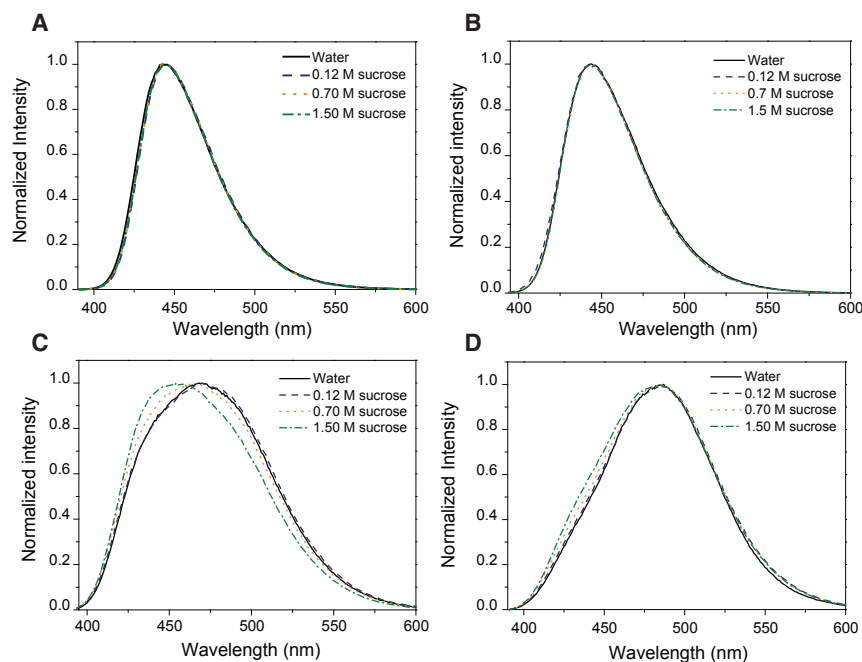 A
Normalized Intensity
1.0
0.8
0.6
0.4
0.2
0.0
Water
0.12 M sucrose
0.70 M sucrose
1.50 M sucrose
400 450 500 550 600
Wavelength (nm)
B
Normalized intensity
1.0
0.8
0.6
0.4
0.2
0.0
Water
0.12 M sucrose
0.7 M sucrose
1.5 M sucrose
400 450 500 550 600
Wavelength (nm)
C
Normalized intensity
1.0
0.8
0.6
0.4
0.2
0.0
Water
0.12 M sucrose
0.70 M sucrose
1.50 M sucrose
400 450 500 550 600
Wavelength (nm)
D
Normalized Intensity
1.0
0.8
0.6
0.4
0.2
0.0
Water
0.12 M sucrose
0.70 M sucrose
1.50 M sucrose
400 450 500 550 600
Wavelength (nm)